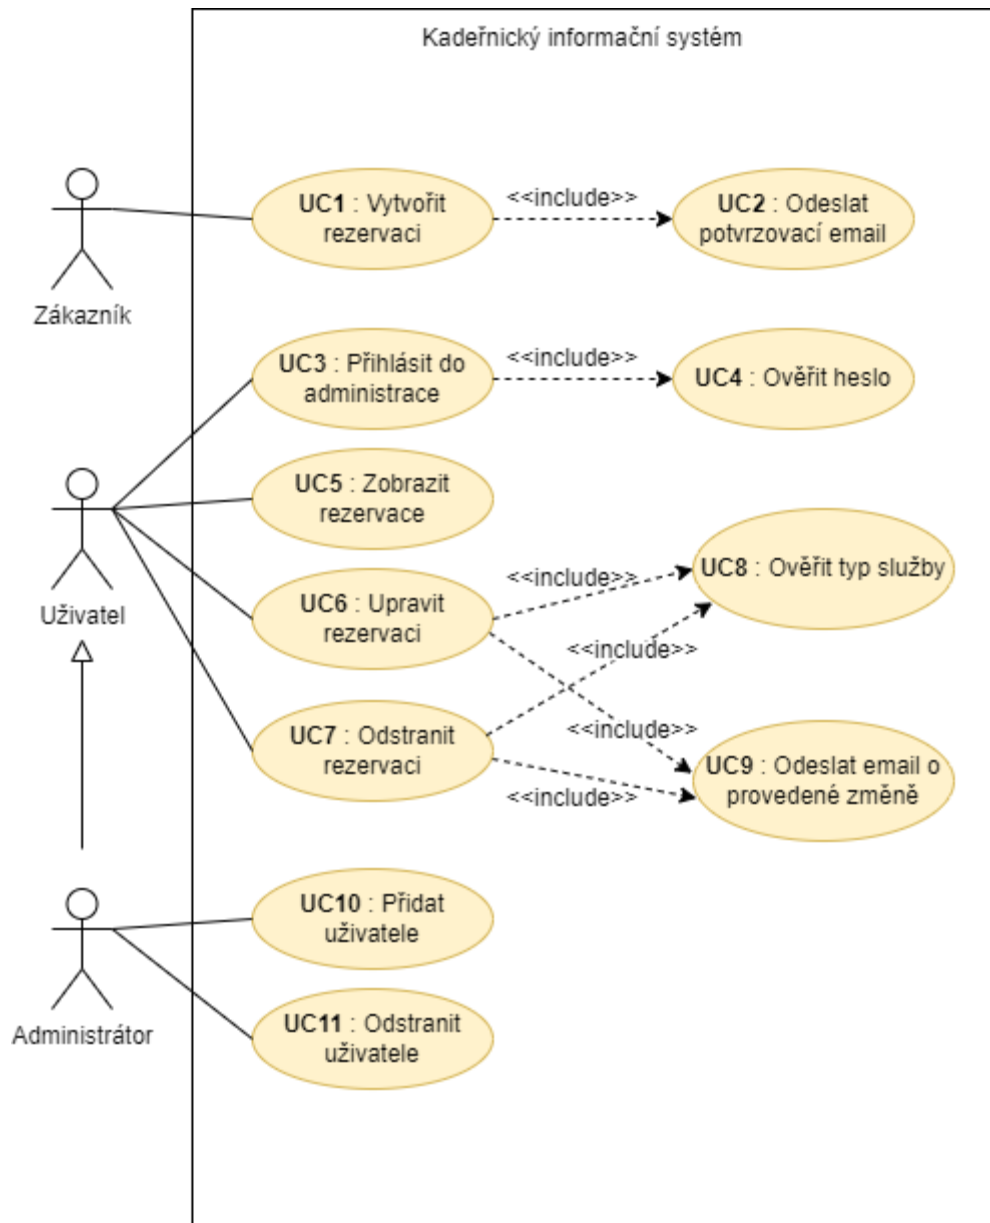 Kadeřnický informační systém
UC1 : Vytvořit
rezervaci
<<include>>
UC2 : Odeslat
potvrzovací email
Zákazník
UC3 : Přihlásit do
administrace
<<include>>
UC4 : Ověřit heslo
UC5 : Zobrazit
rezervace
Uživatel
UC6 : Upravit
rezervaci
<<include>>
UC8 : Ověřit typ služby
<<include>>
UC7 : Odstranit
rezervaci
<<include>>
<<include>>
UC9 : Odeslat email o
provedené změně
UC10 : Přidat
uživatele
Administrátor
UC11 : Odstranit
uživatele